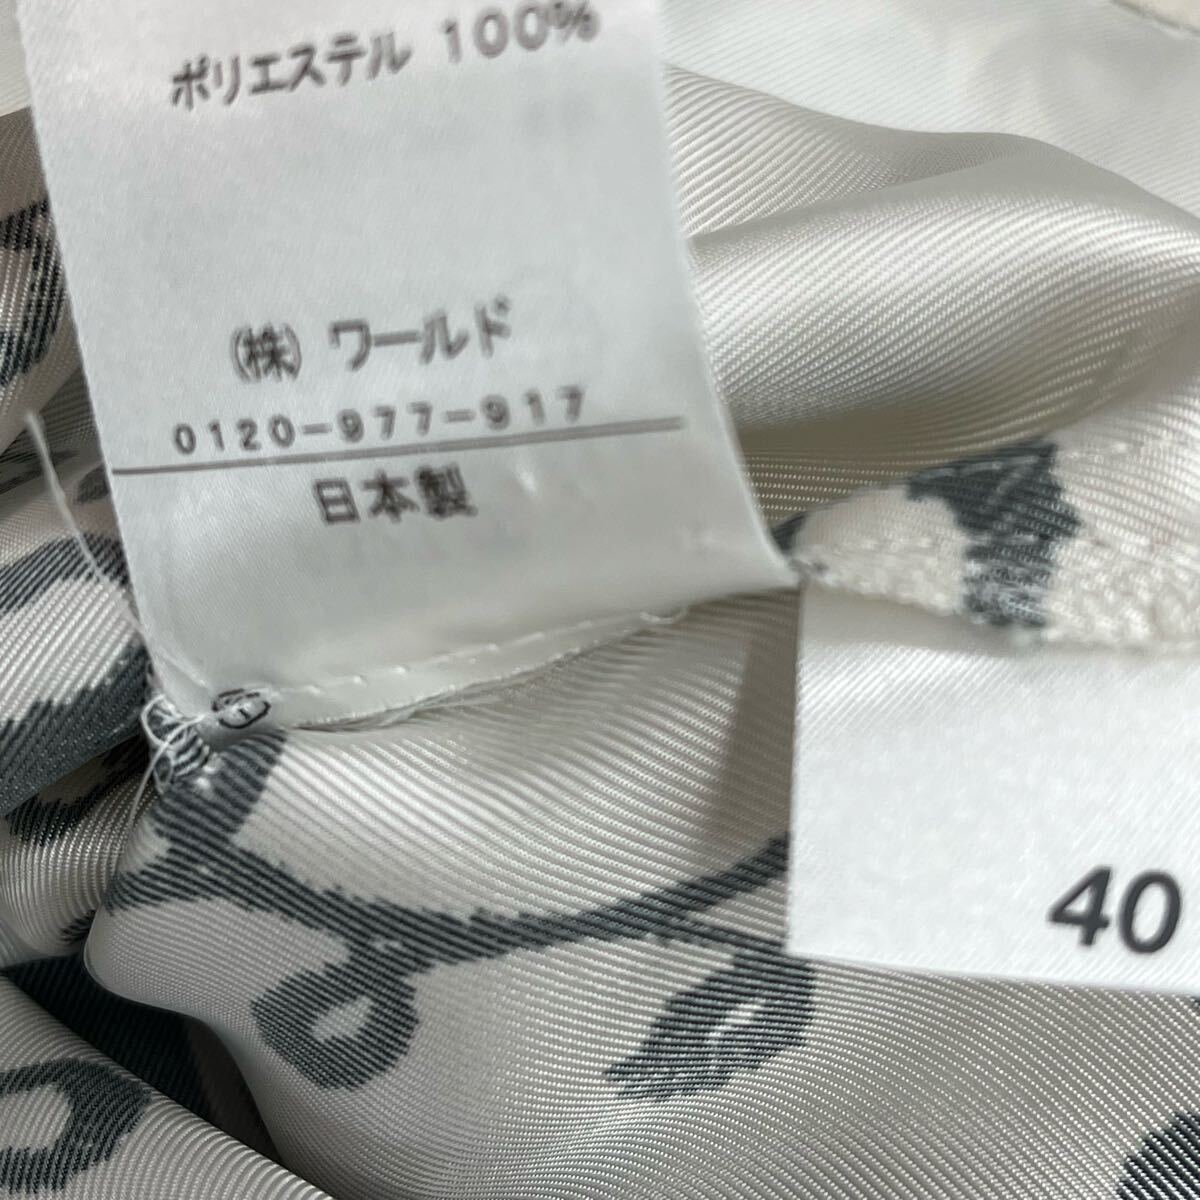 ポリエステル 100%
(株) ワールド
0120-977-917
日本製
40